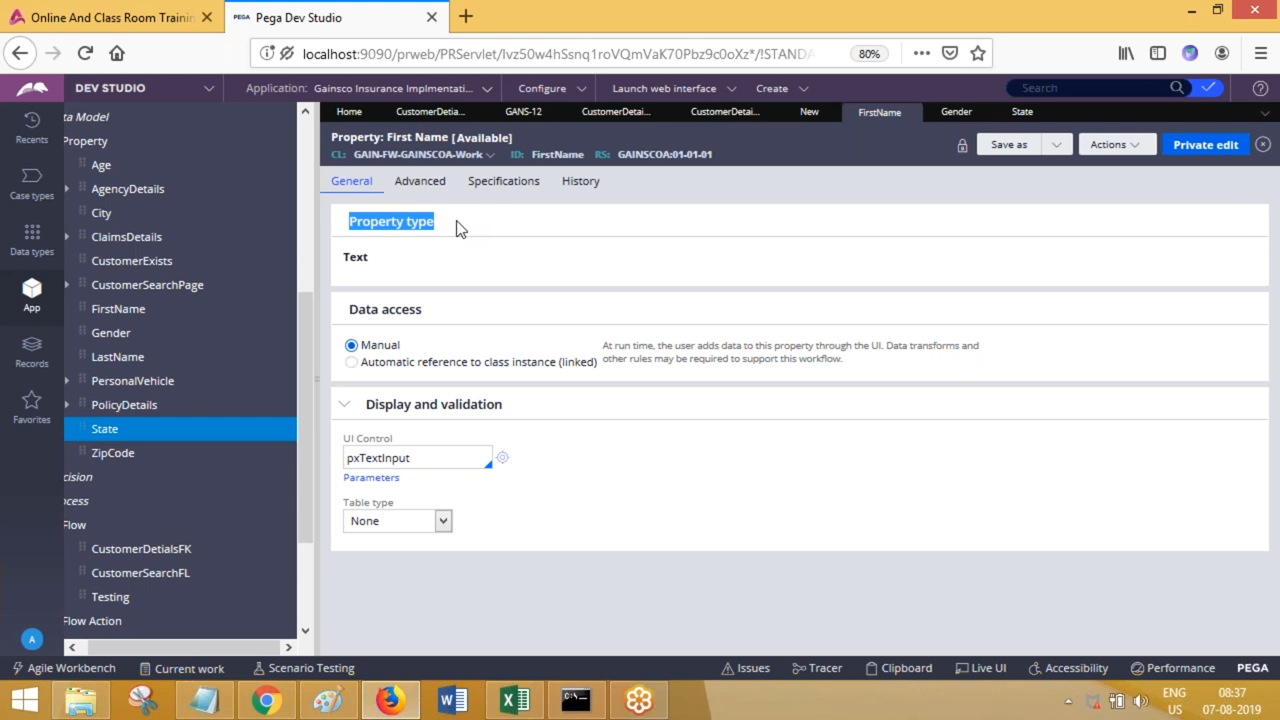 Online And Class Room Trainin
PEGA Pega Dev Studio
localhost:9090/prweb/PRServlet/Ivz50w4hSsnq1roVQmVaK70Pbz9c0oXz*/!STANDA
80%
DEV STUDIO
Application: Gainsco Insurance Implmentati...
Configure
Launch web interface
Create
Search
Home
CustomerDetia...
GANS-12
CustomerDetai...
CustomerDetai...
New
FirstName
Gender
State
Property: First Name [Available]
CL: GAIN-FW-GAINSCOA-Work ID: FirstName RS: GAINSCOA:01-01-01
Save as
Actions
Private edit
General
Advanced
Specifications
History
Recents
Case types
Data types
App
Records
Favorites
A
ta Model
Property
Age
AgencyDetails
City
ClaimsDetails
CustomerExists
CustomerSearchPage
FirstName
Gender
LastName
PersonalVehicle
PolicyDetails
State
ZipCode
cision
ocess
Flow
CustomerDetialsFK
CustomerSearchFL
Testing
Flow Action
Property type
Text
Data access
Manual
Automatic reference to class instance (linked)
At run time, the user adds data to this property through the UI. Data transforms and
other rules may be required to support this workflow.
Display and validation
UI Control
pxTextInput
Parameters
Table type
None
Agile Workbench
Current work
Scenario Testing
Issues
Tracer
Clipboard
Live UI
Accessibility
Performance
PEGA
ENG
US
08:37
07-08-2019